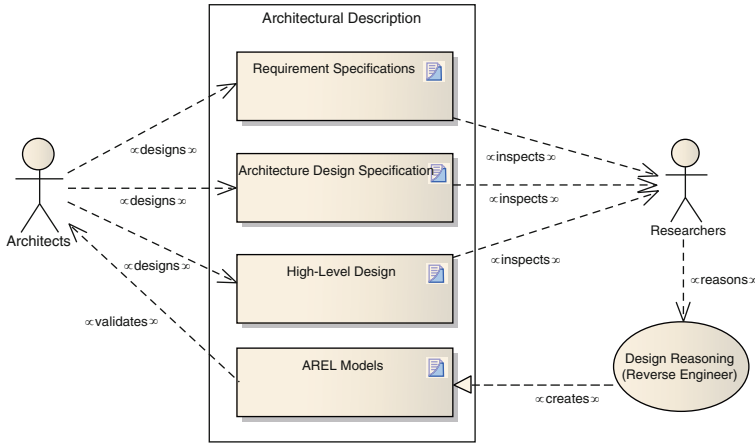 Architectural Description
Requirement Specifications
∝designs∞
∝inspects∞
Architecture Design Specification
∝designs∞
∝inspects∞
Architects
Researchers
∝designs∞
High-Level Design
∝inspects∞
∝reasons∞
∝validates∞
AREL Models
Design Reasoning
(Reverse Engineer)
∝creates∞